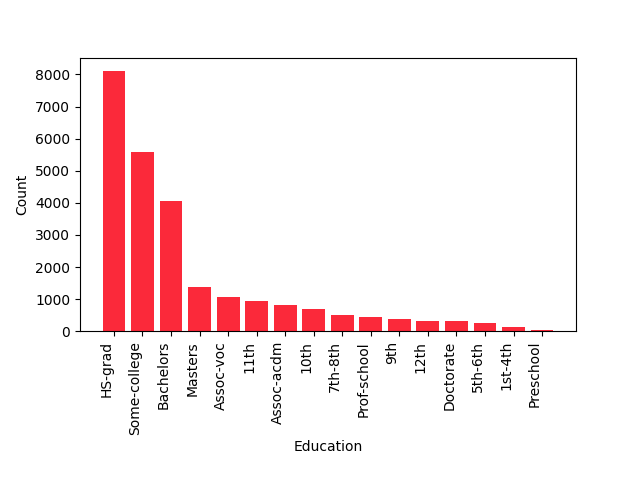 8000
7000
6000
5000
4000
3000
2000
1000
0
Count
HS-grad
Some-college
Bachelors
Masters
Assoc-voc
11th
Assoc-acdm
10th
7th-8th
Prof-school
9th
12th
Doctorate
5th-6th
1st-4th
Preschool
Education